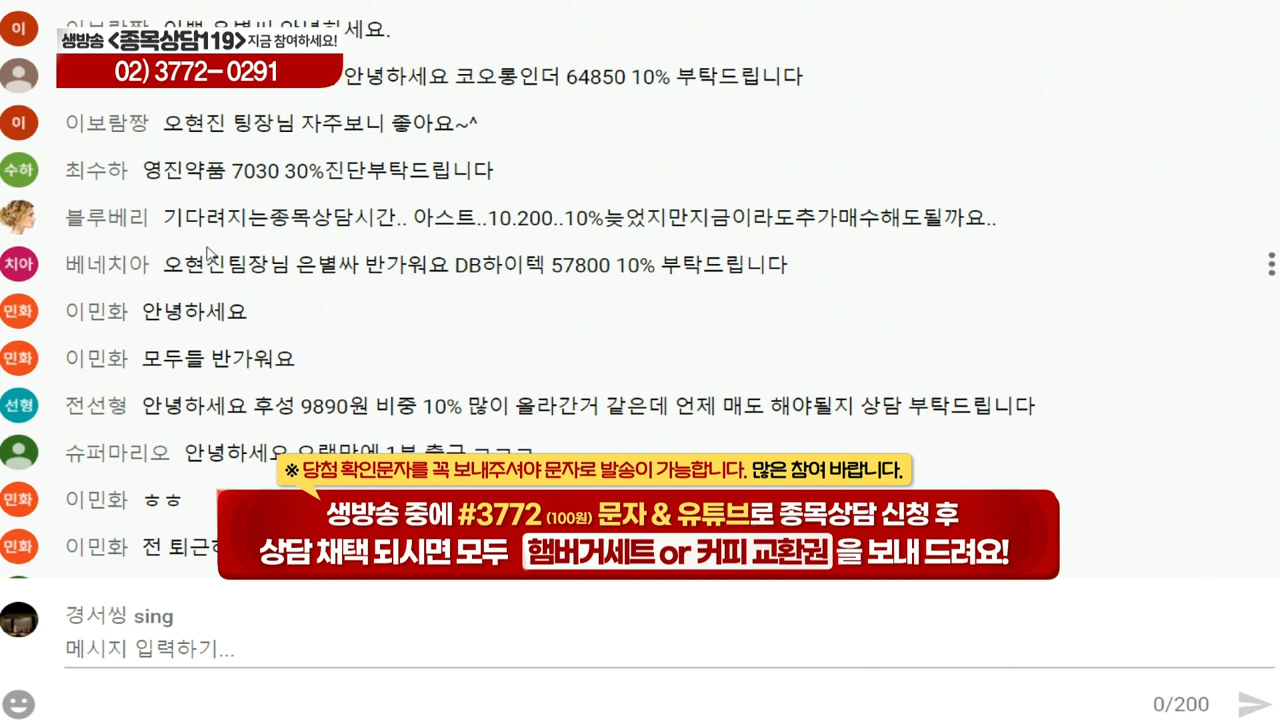 이
세요.
생방송 <종목상담119> 지금 참여하세요!
02) 3772-0291
안녕하세요 코오롱인더 64850 10% 부탁드립니다
이 이보람짱 오현진 팅장님 자주보니 좋아요~^
수하 최수하 영진약품 7030 30%진단부탁드립니다
블루베리 기다려지는종목상담시간.. 아스트..10.200..10%늦었지만지금이라도추가매수해도될까요..
치아 베네치아 오현진팀장님 은별싸 반가워요 DB하이텍 57800 10% 부탁드립니다
민화 이민화 안녕하세요
민화 이민화 모두들 반가워요
선형 전선형 안녕하세요 후성 9890원 비중 10% 많이 올라간거 같은데 언제 매도 해야될지 상담 부탁드립니다
슈퍼마리오 안녕하세요
※ 당첨 확인문자를 꼭 보내주셔야 문자로 발송이 가능합니다. 많은 참여 바랍니다.
민화 이민화 ㅎㅎ
생방송 중에 #3772 (100원) 문자 & 유튜브로 종목상담 신청 후
민화 이민화 전 퇴근
상담 채택 되시면 모두 햄버거세트 or 커피 교환권 을 보내 드려요!
경서씽 sing
메시지 입력하기...
0/200